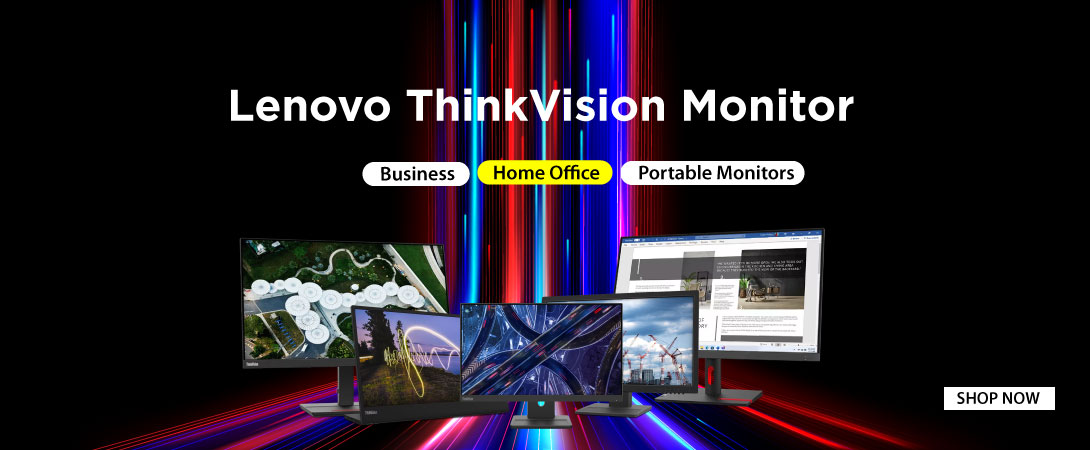 Lenovo ThinkVision Monitor
Business
Home Office
Portable Monitors
SHOP NOW